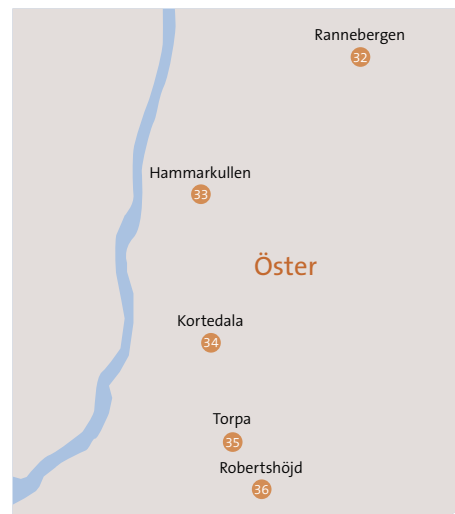 Rannebergen
32
Hammarkullen
33
Öster
Kortedala
34
Torpa
35
Robertshöjd
36